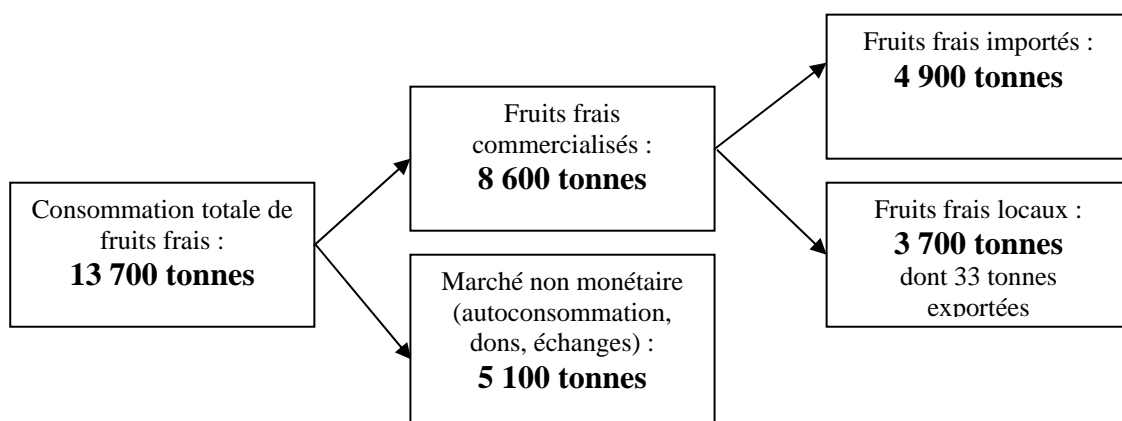 Consommation totale de
fruits frais :
13 700 tonnes
Fruits frais
commercialisés :
8 600 tonnes
Marché non monétaire
(autoconsommation,
dons, échanges) :
5 100 tonnes
Fruits frais importés :
4 900 tonnes
Fruits frais locaux :
3 700 tonnes
dont 33 tonnes
exportées